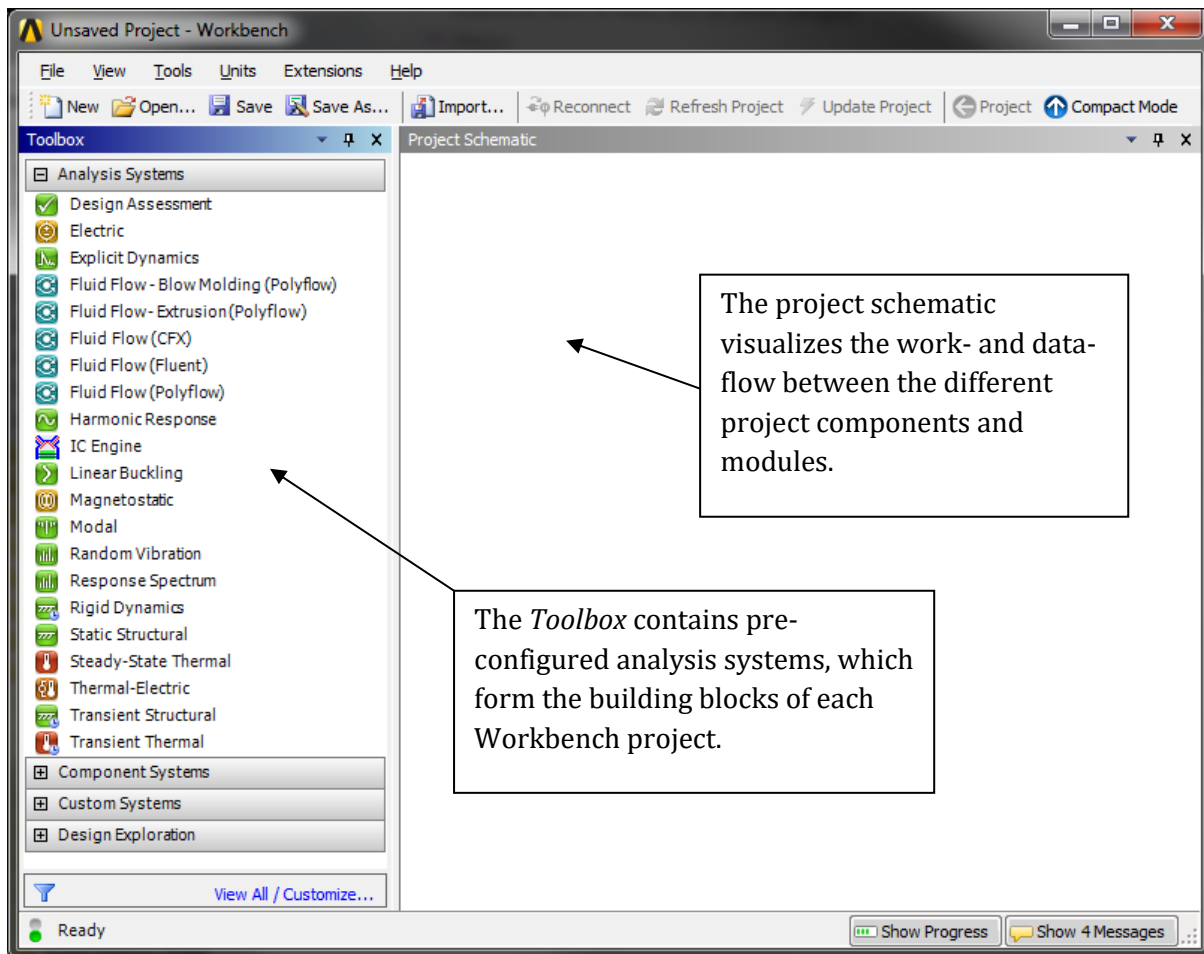 Unsaved Project - Workbench
File View Tools Units Extensions Help
New Open... Save Save As... Import... Reconnect Refresh Project Update Project Project Compact Mode
Toolbox
Project Schematic
Analysis Systems
Design Assessment
Electric
Explicit Dynamics
Fluid Flow - Blow Molding (Polyflow)
Fluid Flow - Extrusion (Polyflow)
Fluid Flow (CFX)
Fluid Flow (Fluent)
Fluid Flow (Polyflow)
Harmonic Response
IC Engine
Linear Buckling
Magnetostatic
Modal
Random Vibration
Response Spectrum
Rigid Dynamics
Static Structural
Steady-State Thermal
Thermal-Electric
Transient Structural
Transient Thermal
Component Systems
Custom Systems
Design Exploration
View All / Customize...
The project schematic
visualizes the work- and data-
flow between the different
project components and
modules.
The Toolbox contains pre-
configured analysis systems, which
form the building blocks of each
Workbench project.
Ready
Show Progress
Show 4 Messages